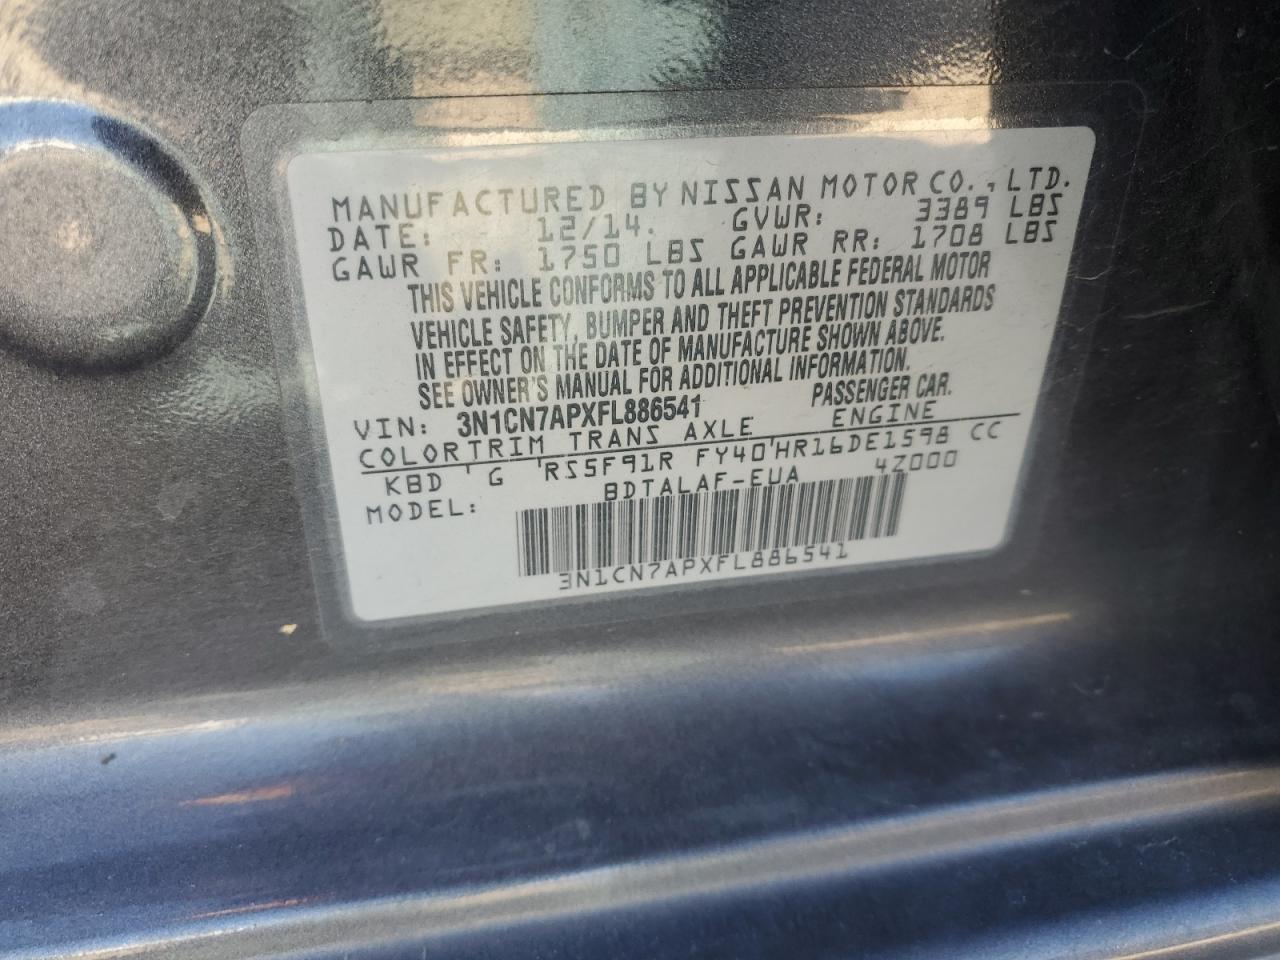 MANUFACTURED BY NISSAN MOTOR CO., LTD.
DATE: 12/14. GVWR: 3389 LBS
GAWR FR: 1750 LBS GAWR RR: 1708 LBS
THIS VEHICLE CONFORMS TO ALL APPLICABLE FEDERAL MOTOR
VEHICLE SAFETY, BUMPER AND THEFT PREVENTION STANDARDS
IN EFFECT ON THE DATE OF MANUFACTURE SHOWN ABOVE.
SEE OWNER'S MANUAL FOR ADDITIONAL INFORMATION.
VIN: 3N1CN7APXFL886541 PASSENGER CAR.
COLOR TRIM TRANS AXLE ENGINE
KBD G RS5F91R FY40 HR16DE1598 CC
MODEL: BDTALAF-EUA 4Z000
3N1CN7APXFL886541